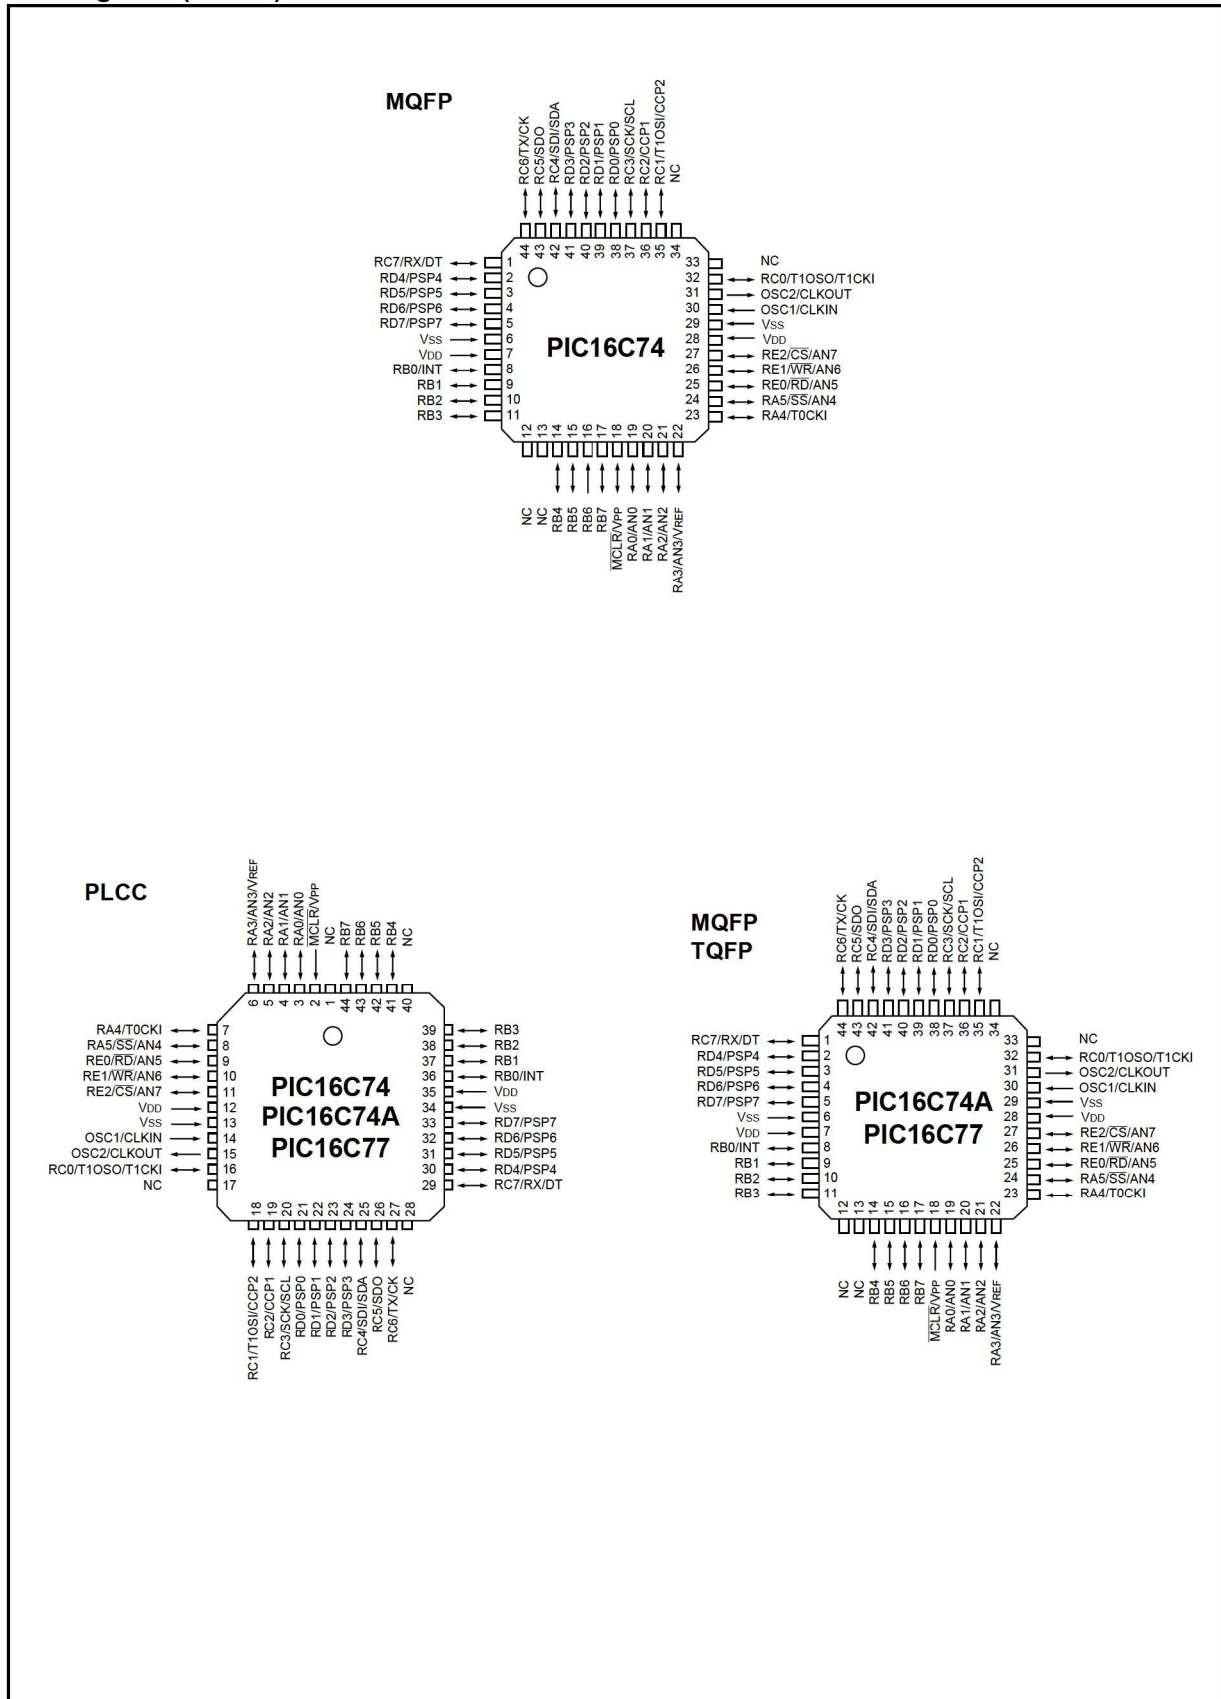 MQFP
RC6/TX/CK
RC5/SDO
RC4/SDI/SDA
RD3/PSP3
RD2/PSP2
RD1/PSP1
RD0/PSP0
RC3/SCK/SCL
RC2/CCP1
RC1/T1OSI/CCP2
NC
44 43 42 41 40 39 38 37 36 35 34
RC7/RX/DT 1
RD4/PSP4 2
RD5/PSP5 3
RD6/PSP6 4
RD7/PSP7 5
VSS 6
VDD 7
RB0/INT 8
RB1 9
RB2 10
RB3 11
PIC16C74
33 NC
32 RC0/T1OSO/T1CKI
31 OSC2/CLKOUT
30 OSC1/CLKIN
29 VSS
28 VDD
27 RE2/CS/AN7
26 RE1/WR/AN6
25 RE0/RD/AN5
24 RA5/SS/AN4
23 RA4/T0CKI
12 13 14 15 16 17 18 19 20 21 22
NC
NC
RB4
RB5
RB6
RB7
MCLR/VPP
RA0/AN0
RA1/AN1
RA2/AN2
RA3/AN3/VREF
PLCC
RA3/AN3/VREF
RA2/AN2
RA1/AN1
RA0/AN0
MCLR/VPP
NC
RB7
RB6
RB5
RB4
NC
6 5 4 3 2 1 44 43 42 41 40
RA4/T0CKI 7
RA5/SS/AN4 8
RE0/RD/AN5 9
RE1/WR/AN6 10
RE2/CS/AN7 11
VDD 12
VSS 13
OSC1/CLKIN 14
OSC2/CLKOUT 15
RC0/T1OSO/T1CKI 16
NC 17
PIC16C74
PIC16C74A
PIC16C77
39 RB3
38 RB2
37 RB1
36 RB0/INT
35 VDD
34 VSS
33 RD7/PSP7
32 RD6/PSP6
31 RD5/PSP5
30 RD4/PSP4
29 RC7/RX/DT
18 19 20 21 22 23 24 25 26 27 28
RC1/T1OSI/CCP2
RC2/CCP1
RC3/SCK/SCL
RD0/PSP0
RD1/PSP1
RD2/PSP2
RD3/PSP3
RC4/SDI/SDA
RC5/SDO
RC6/TX/CK
NC
MQFP
TQFP
RC6/TX/CK
RC5/SDO
RC4/SDI/SDA
RD3/PSP3
RD2/PSP2
RD1/PSP1
RD0/PSP0
RC3/SCK/SCL
RC2/CCP1
RC1/T1OSI/CCP2
NC
44 43 42 41 40 39 38 37 36 35 34
RC7/RX/DT 1
RD4/PSP4 2
RD5/PSP5 3
RD6/PSP6 4
RD7/PSP7 5
VSS 6
VDD 7
RB0/INT 8
RB1 9
RB2 10
RB3 11
PIC16C74A
PIC16C77
33 NC
32 RC0/T1OSO/T1CKI
31 OSC2/CLKOUT
30 OSC1/CLKIN
29 VSS
28 VDD
27 RE2/CS/AN7
26 RE1/WR/AN6
25 RE0/RD/AN5
24 RA5/SS/AN4
23 RA4/T0CKI
12 13 14 15 16 17 18 19 20 21 22
NC
NC
RB4
RB5
RB6
RB7
MCLR/VPP
RA0/AN0
RA1/AN1
RA2/AN2
RA3/AN3/VREF